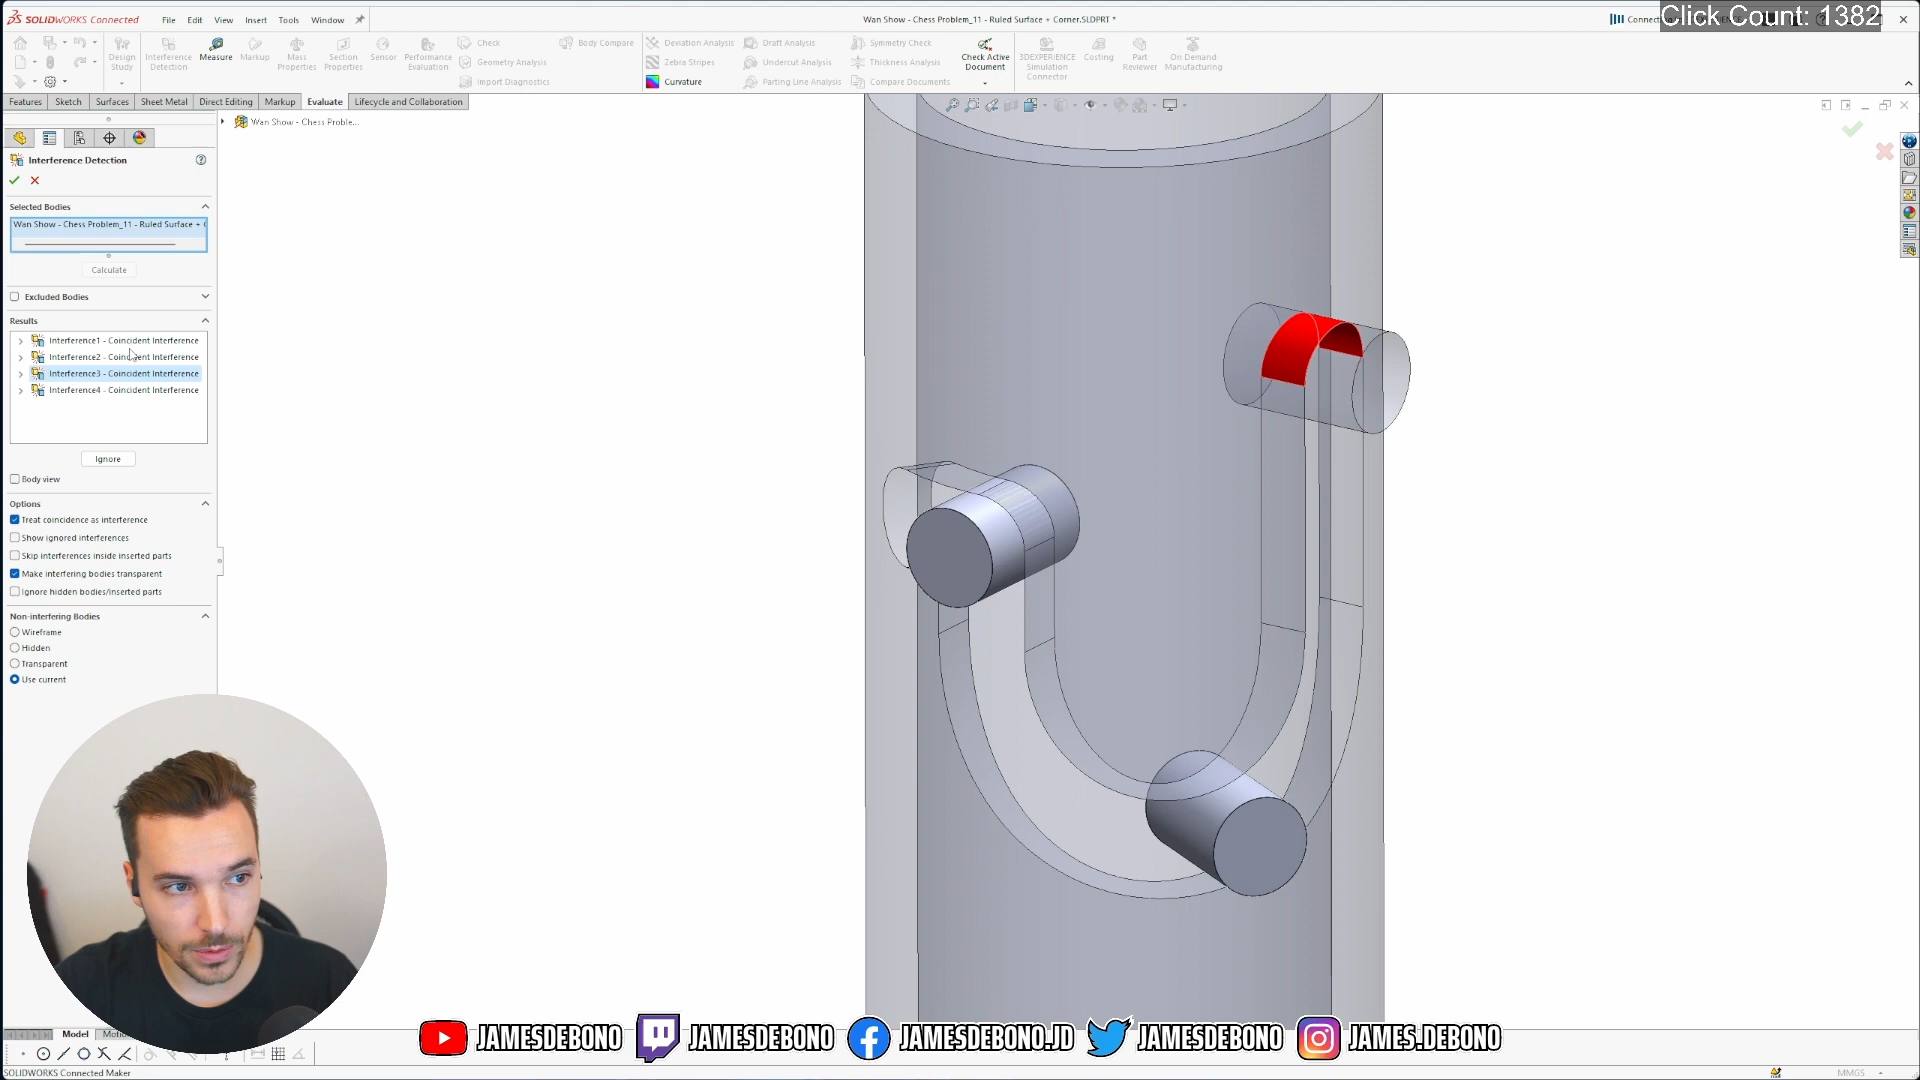 SOLIDWORKS Connected
File
Edit
View
Insert
Tools
Window
Wan Show - Chess Problem_11 - Ruled Surface + Corner.SLDPRT *
Click Count: 1382
Design Study
Interference Detection
Measure
Markup
Mass Properties
Section Properties
Sensor
Performance Evaluation
Check
Geometry Analysis
Import Diagnostics
Body Compare
Deviation Analysis
Zebra Stripes
Curvature
Draft Analysis
Undercut Analysis
Parting Line Analysis
Symmetry Check
Thickness Analysis
Compare Documents
Check Active Document
3DEXPERIENCE Simulation Connector
Costing
Part Reviewer
On Demand Manufacturing
Features
Sketch
Surfaces
Sheet Metal
Direct Editing
Markup
Evaluate
Lifecycle and Collaboration
Wan Show - Chess Proble...
Interference Detection
Selected Bodies
Wan Show - Chess Problem_11 - Ruled Surface +
Calculate
Excluded Bodies
Results
Interference1 - Coincident Interference
Interference2 - Coincident Interference
Interference3 - Coincident Interference
Interference4 - Coincident Interference
Ignore
Body view
Options
Treat coincidence as interference
Show ignored interferences
Skip interferences inside inserted parts
Make interfering bodies transparent
Ignore hidden bodies/inserted parts
Non-interfering Bodies
Wireframe
Hidden
Transparent
Use current
Model
JAMESDEBONO
JAMESDEBONO
JAMESDEBONO.JD
JAMESDEBONO
JAMES.DEBONO
SOLIDWORKS Connected Maker
MMGS